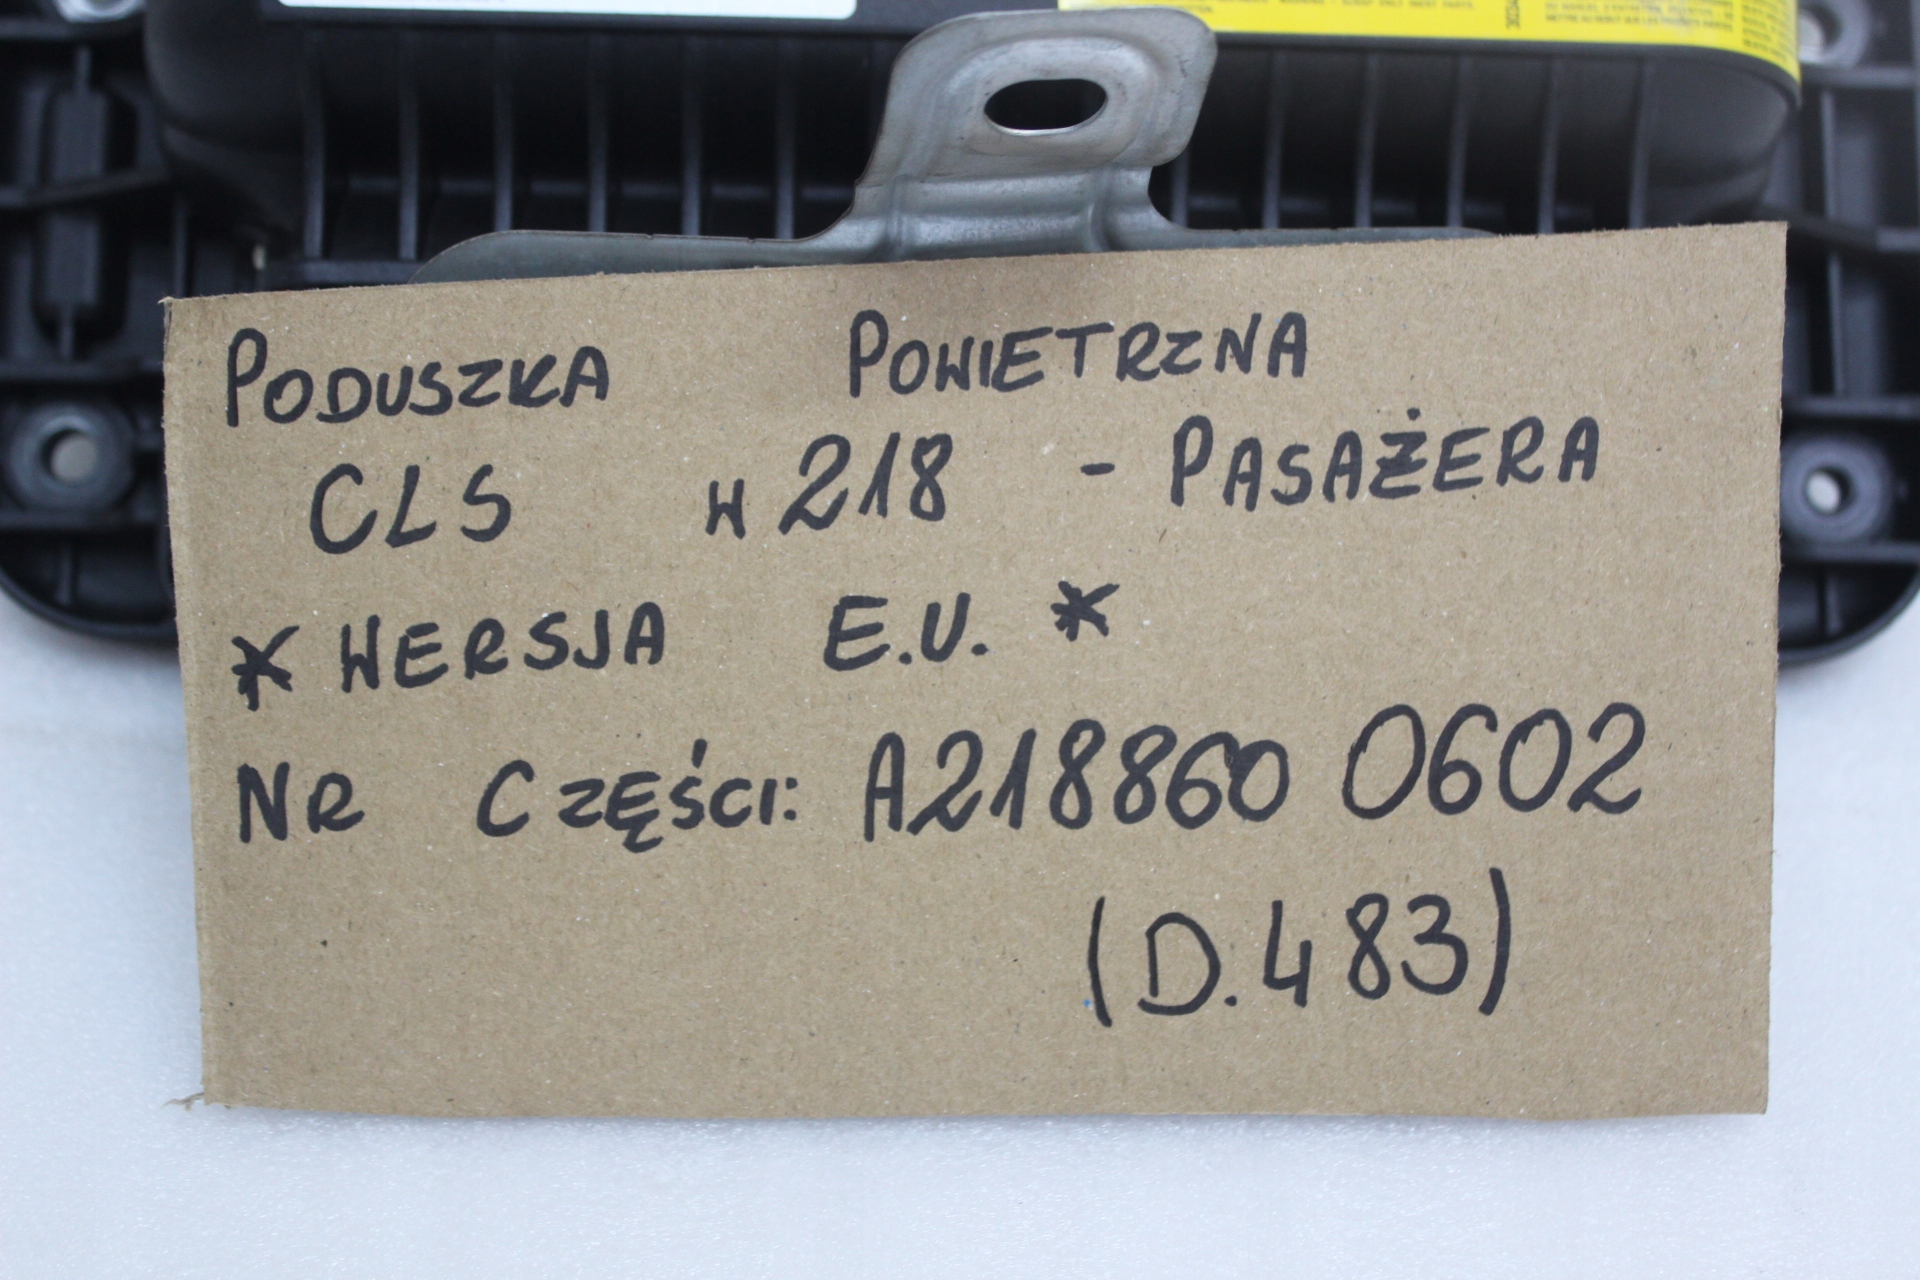 PODUSZKA POWIETRZNA
CLS W218 - PASAŻERA
* WERSJA E.U. *
NR CZĘŚCI: A218860 0602
(D.483)